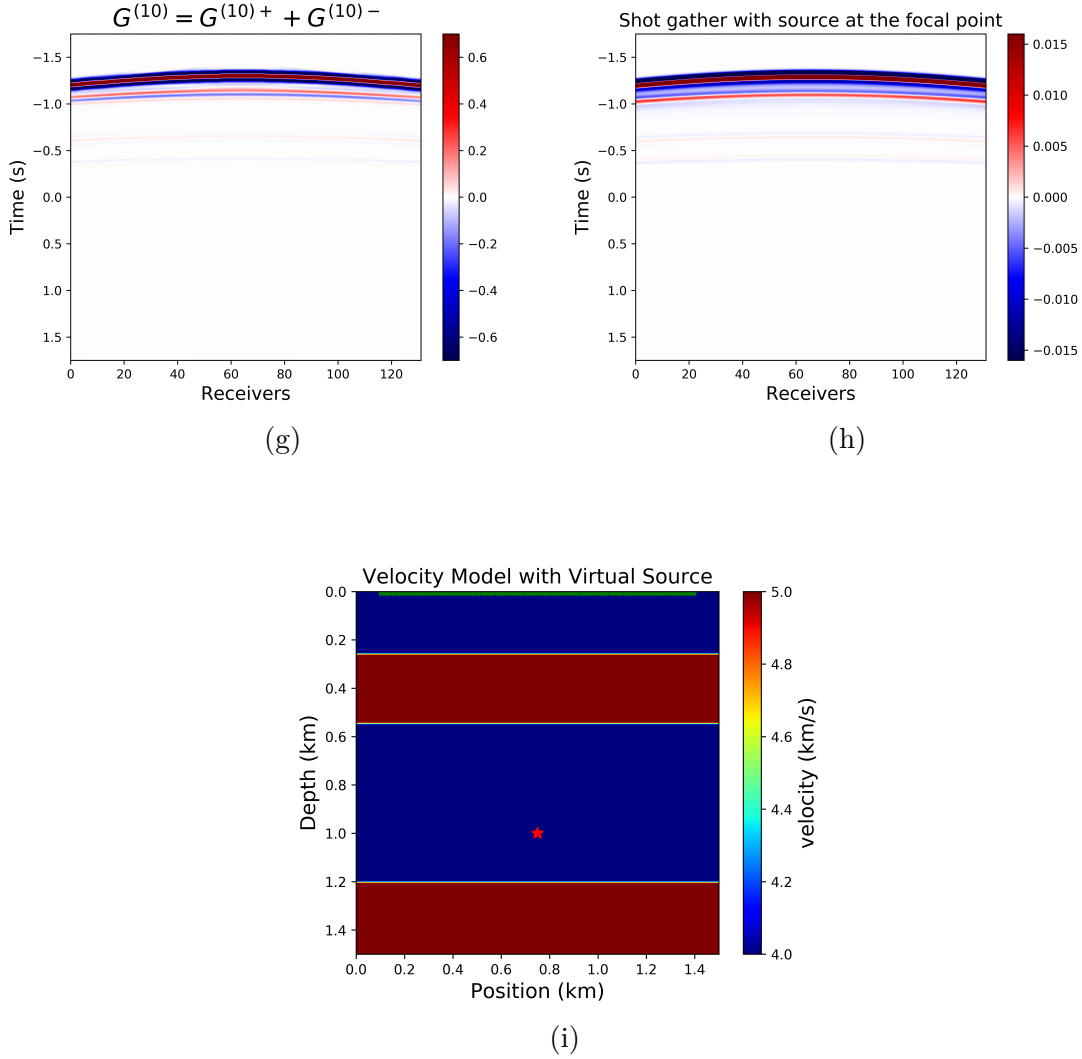 G^{(10)} = G^{(10)+} + G^{(10)−}
−1.5
−1.0
−0.5
0.0
0.5
1.0
1.5
Time (s)
0 20 40 60 80 100 120
Receivers
0.6
0.4
0.2
0.0
−0.2
−0.4
−0.6
(g)
Shot gather with source at the focal point
−1.5
−1.0
−0.5
0.0
0.5
1.0
1.5
Time (s)
0 20 40 60 80 100 120
Receivers
0.015
0.010
0.005
0.000
−0.005
−0.010
−0.015
(h)
Velocity Model with Virtual Source
0.0
0.2
0.4
0.6
0.8
1.0
1.2
1.4
Depth (km)
0.0 0.2 0.4 0.6 0.8 1.0 1.2 1.4
Position (km)
5.0
4.8
4.6
4.4
4.2
4.0
velocity (km/s)
(i)